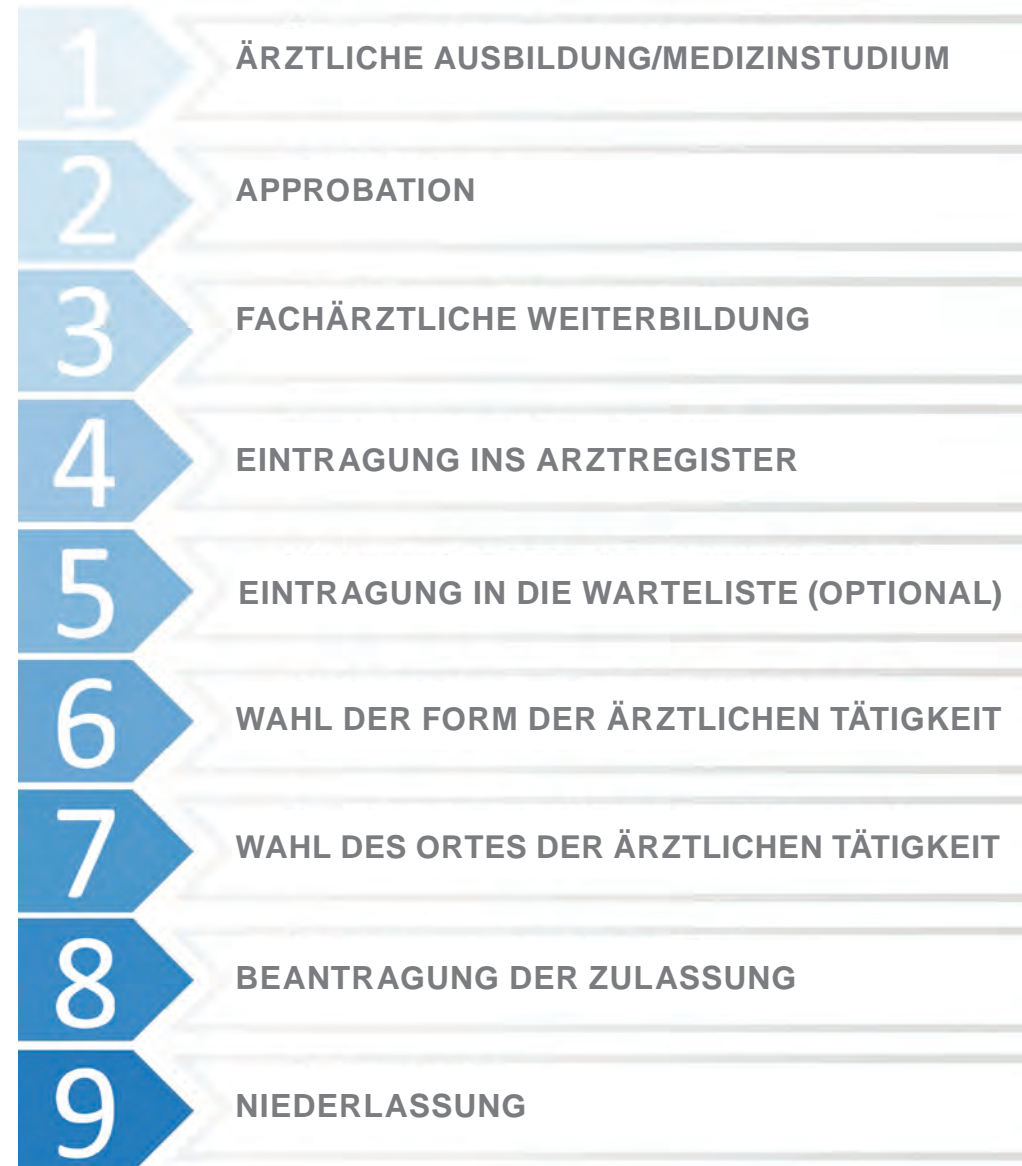 1 ÄRZTLICHE AUSBILDUNG/MEDIZINSTUDIUM
2 APPROBATION
3 FACHÄRZTLICHE WEITERBILDUNG
4 EINTRAGUNG INS ARZTREGISTER
5 EINTRAGUNG IN DIE WARTELISTE (OPTIONAL)
6 WAHL DER FORM DER ÄRZTLICHEN TÄTIGKEIT
7 WAHL DES ORTES DER ÄRZTLICHEN TÄTIGKEIT
8 BEANTRAGUNG DER ZULASSUNG
9 NIEDERLASSUNG